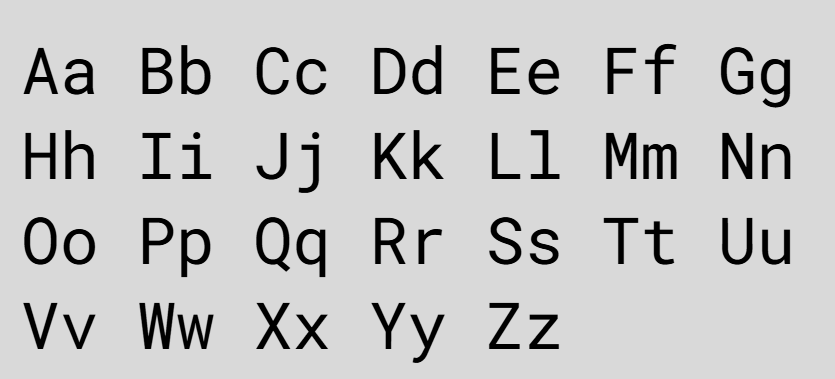 Aa Bb Cc Dd Ee Ff Gg
Hh Ii Jj Kk Ll Mm Nn
Oo Pp Qq Rr Ss Tt Uu
Vv Ww Xx Yy Zz